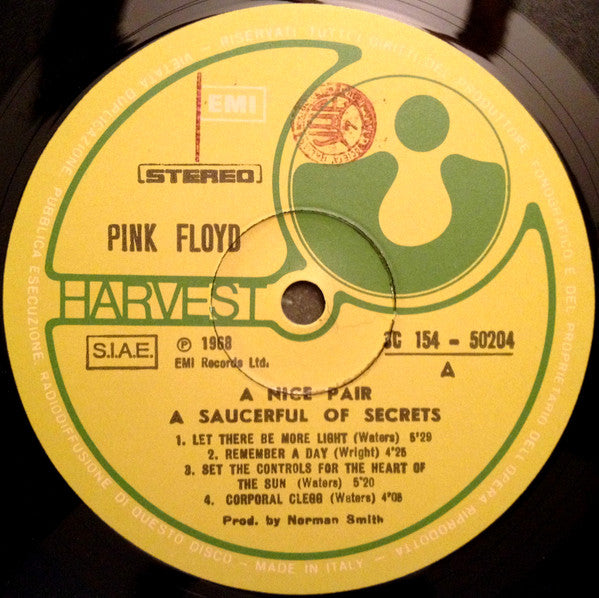 RISERVATI TUTTI I DIRITTI DEL PRODUTTORE FONOGRAFICO E DEL PROPRIETARIO DELL'OPERA RIPRODOTTA
VIETATA DUPLICAZIONE PUBBLICA ESECUZIONE RADIODIFFUSIONE DI QUESTO DISCO - MADE IN ITALY -
EMI
STEREO
PINK FLOYD
HARVEST
S.I.A.E.
℗ 1968
EMI Records Ltd.
3C 154 - 50204
A
A NICE PAIR
A SAUCERFUL OF SECRETS
1. LET THERE BE MORE LIGHT (Waters) 5'29
2. REMEMBER A DAY (Wright) 4'25
3. SET THE CONTROLS FOR THE HEART OF
THE SUN (Waters) 5'20
4. CORPORAL CLEGG (Waters) 4'08
Prod. by Norman Smith